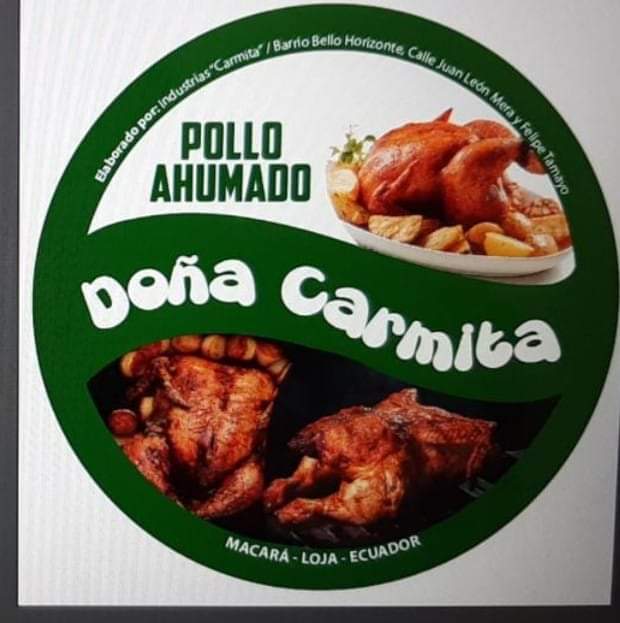 Elaborado por: Industrias "Carmita" / Barrio Bello Horizonte, Calle Juan León Mera y Felipe Tamayo
POLLO
AHUMADO
Doña Carmita
MACARÁ - LOJA - ECUADOR